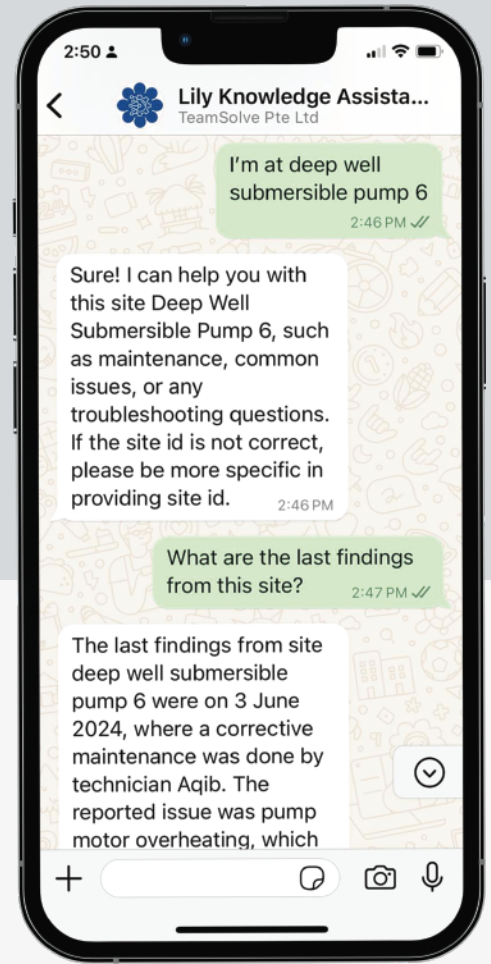 2:50
Lily Knowledge Assista...
TeamSolve Pte Ltd
I'm at deep well
submersible pump 6
2:46 PM
Sure! I can help you with
this site Deep Well
Submersible Pump 6, such
as maintenance, common
issues, or any
troubleshooting questions.
If the site id is not correct,
please be more specific in
providing site id.
2:46 PM
What are the last findings
from this site?
2:47 PM
The last findings from site
deep well submersible
pump 6 were on 3 June
2024, where a corrective
maintenance was done by
technician Aqib. The
reported issue was pump
motor overheating, which